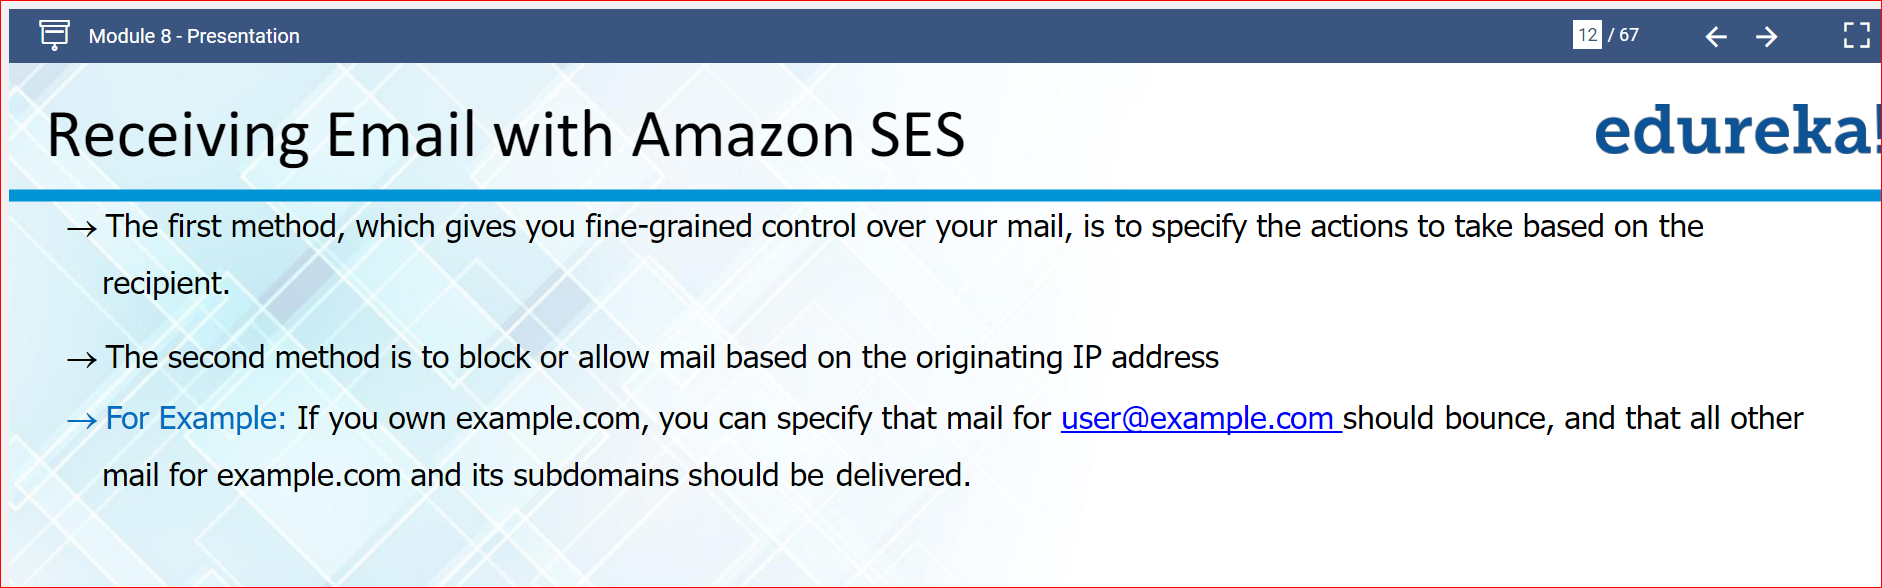 Module 8 - Presentation
12 / 67
Receiving Email with Amazon SES
edureka!
→ The first method, which gives you fine-grained control over your mail, is to specify the actions to take based on the
recipient.
→ The second method is to block or allow mail based on the originating IP address
→ For Example: If you own example.com, you can specify that mail for user@example.com should bounce, and that all other
mail for example.com and its subdomains should be delivered.